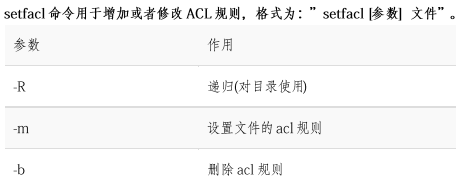 setfacl 命令用于增加或者修改 ACL 规则，格式为：” setfacl [参数] 文件”。
参数 作用
-R 递归(对目录使用)
-m 设置文件的 acl 规则
-b 删除 acl 规则